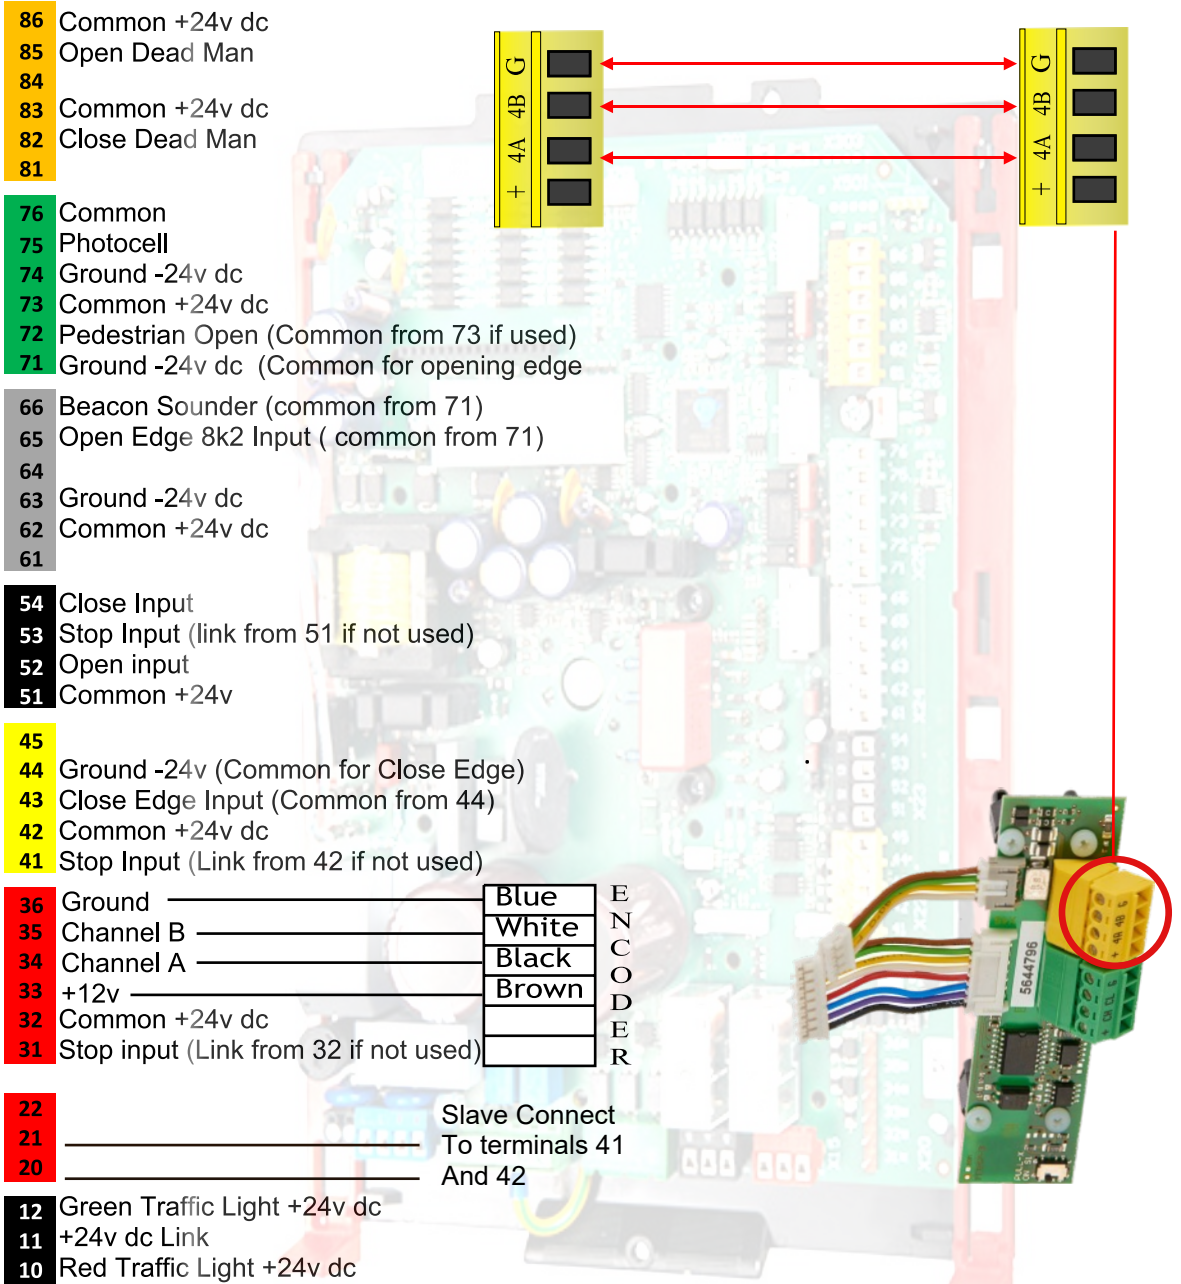 86 Common +24v dc
85 Open Dead Man
84
83 Common +24v dc
82 Close Dead Man
81
G
4B
4A
+
G
4B
4A
+
76 Common
75 Photocell
74 Ground -24v dc
73 Common +24v dc
72 Pedestrian Open (Common from 73 if used)
71 Ground -24v dc (Common for opening edge
66 Beacon Sounder (common from 71)
65 Open Edge 8k2 Input ( common from 71)
64
63 Ground -24v dc
62 Common +24v dc
61
54 Close Input
53 Stop Input (link from 51 if not used)
52 Open input
51 Common +24v
45
44 Ground -24v (Common for Close Edge)
43 Close Edge Input (Common from 44)
42 Common +24v dc
41 Stop Input (Link from 42 if not used)
36 Ground Blue
35 Channel B White
34 Channel A Black
33 +12v Brown
32 Common +24v dc
31 Stop input (Link from 32 if not used)
ENCODER
22
21
20
Slave Connect
To terminals 41
And 42
12 Green Traffic Light +24v dc
11 +24v dc Link
10 Red Traffic Light +24v dc
+ 4A 4B G
5644796
X18
X20